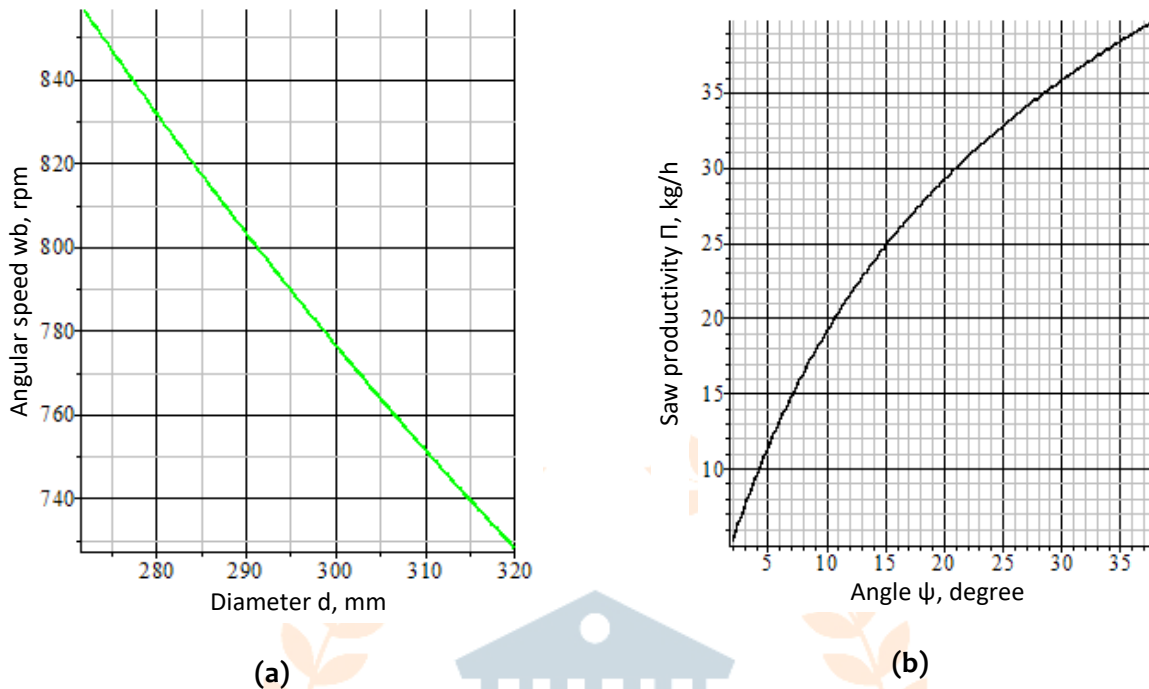 840
820
800
780
760
740
280 290 300 310 320
Angular speed wb, rpm
Diameter d, mm
(a)
35
30
25
20
15
10
5 10 15 20 25 30 35
Saw productivity Π, kg/h
Angle ψ, degree
(b)